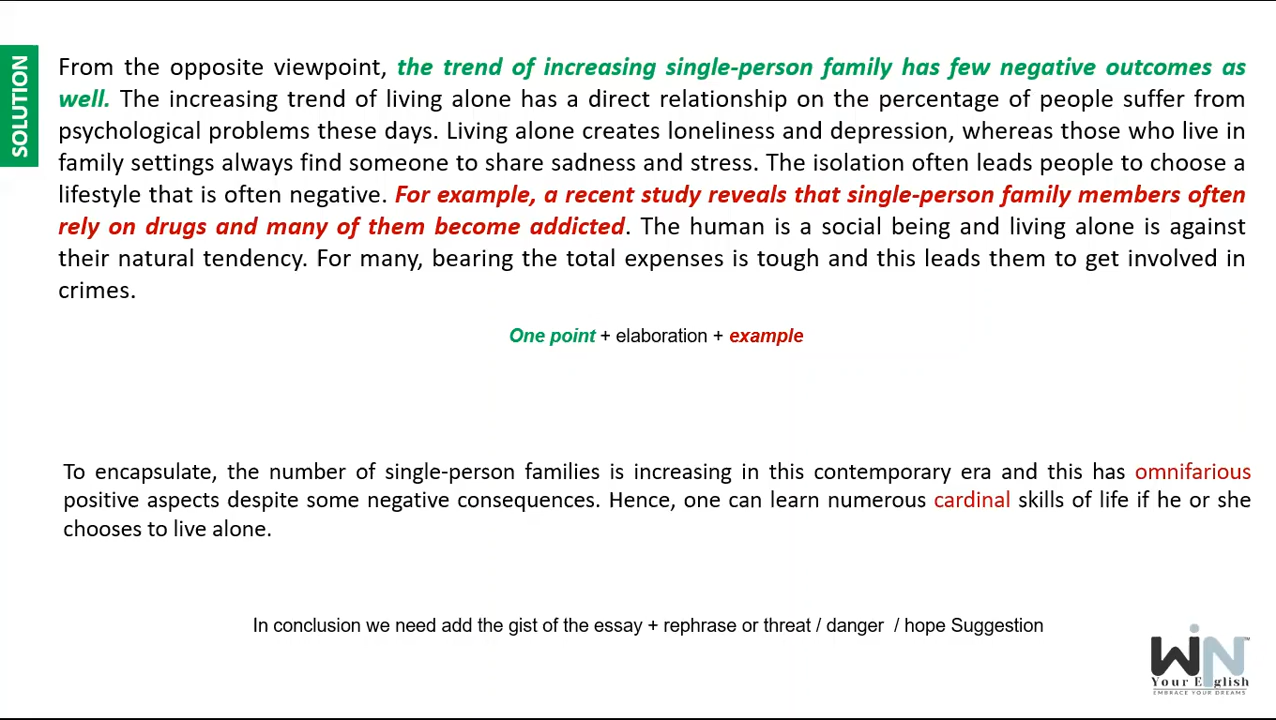 SOLUTION
From the opposite viewpoint, the trend of increasing single-person family has few negative outcomes as
well. The increasing trend of living alone has a direct relationship on the percentage of people suffer from
psychological problems these days. Living alone creates loneliness and depression, whereas those who live in
family settings always find someone to share sadness and stress. The isolation often leads people to choose a
lifestyle that is often negative. For example, a recent study reveals that single-person family members often
rely on drugs and many of them become addicted. The human is a social being and living alone is against
their natural tendency. For many, bearing the total expenses is tough and this leads them to get involved in
crimes.
One point + elaboration + example
To encapsulate, the number of single-person families is increasing in this contemporary era and this has omnifarious
positive aspects despite some negative consequences. Hence, one can learn numerous cardinal skills of life if he or she
chooses to live alone.
In conclusion we need add the gist of the essay + rephrase or threat / danger / hope Suggestion
WiN
Your English
EMBRACE YOUR DREAMS